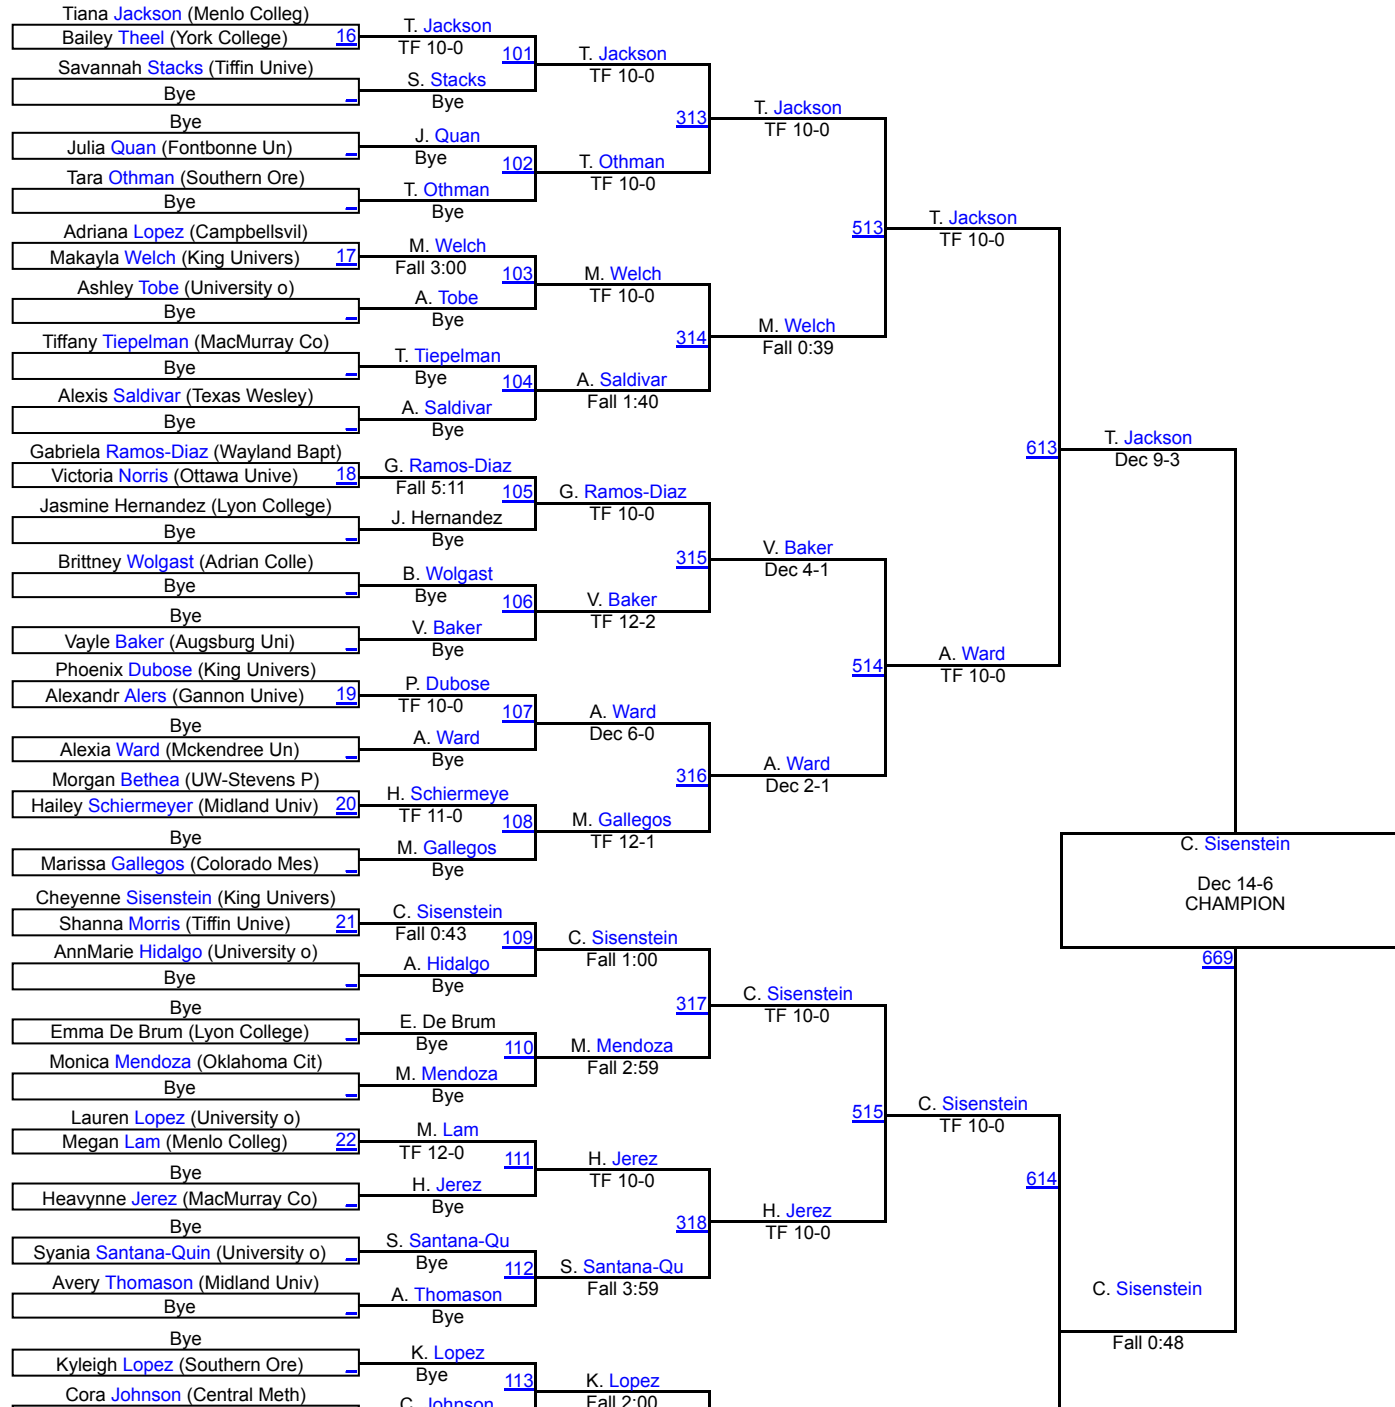 Tiana Jackson (Menlo Colleg)
Bailey Theel (York College) 16
Savannah Stacks (Tiffin Unive)
Bye
Bye
Julia Quan (Fontbonne Un)
Tara Othman (Southern Ore)
Bye
Adriana Lopez (Campbellsvil)
Makayla Welch (King Univers) 17
Ashley Tobe (University o)
Bye
Tiffany Tiepelman (MacMurray Co)
Bye
Alexis Saldivar (Texas Wesley)
Bye
Gabriela Ramos-Diaz (Wayland Bapt)
Victoria Norris (Ottawa Unive) 18
Jasmine Hernandez (Lyon College)
Bye
Brittney Wolgast (Adrian Colle)
Bye
Bye
Vayle Baker (Augsburg Uni)
Phoenix Dubose (King Univers)
Alexandr Alers (Gannon Unive) 19
Bye
Alexia Ward (Mckendree Un)
Morgan Bethea (UW-Stevens P)
Hailey Schiermeyer (Midland Univ) 20
Bye
Marissa Gallegos (Colorado Mes)
Cheyenne Sisenstein (King Univers)
Shanna Morris (Tiffin Unive) 21
AnnMarie Hidalgo (University o)
Bye
Bye
Emma De Brum (Lyon College)
Monica Mendoza (Oklahoma Cit)
Bye
Lauren Lopez (University o)
Megan Lam (Menlo Colleg) 22
Bye
Heavynne Jerez (MacMurray Co)
Bye
Syania Santana-Quin (University o)
Avery Thomason (Midland Univ)
Bye
Bye
Kyleigh Lopez (Southern Ore)
Cora Johnson (Central Meth)
T. Jackson
TF 10-0
101
S. Stacks
Bye
J. Quan
Bye
102
T. Othman
Bye
M. Welch
Fall 3:00
103
A. Tobe
Bye
T. Tiepelman
Bye
104
A. Saldivar
Bye
G. Ramos-Diaz
Fall 5:11
105
J. Hernandez
Bye
B. Wolgast
Bye
106
V. Baker
Bye
P. Dubose
TF 10-0
107
A. Ward
Bye
H. Schiermeye
TF 11-0
108
M. Gallegos
Bye
C. Sisenstein
Fall 0:43
109
A. Hidalgo
Bye
E. De Brum
Bye
110
M. Mendoza
Bye
M. Lam
TF 12-0
111
H. Jerez
Bye
S. Santana-Qu
Bye
112
A. Thomason
Bye
K. Lopez
Bye
113
C. Johnson
T. Jackson
TF 10-0
313
T. Othman
TF 10-0
M. Welch
TF 10-0
314
A. Saldivar
Fall 1:40
G. Ramos-Diaz
TF 10-0
315
V. Baker
TF 12-2
A. Ward
Dec 6-0
316
M. Gallegos
TF 12-1
C. Sisenstein
Fall 1:00
317
M. Mendoza
Fall 2:59
H. Jerez
TF 10-0
318
S. Santana-Qu
Fall 3:59
K. Lopez
Fall 2:00
T. Jackson
TF 10-0
513
M. Welch
Fall 0:39
V. Baker
Dec 4-1
514
A. Ward
Dec 2-1
C. Sisenstein
TF 10-0
515
H. Jerez
TF 10-0
T. Jackson
TF 10-0
613
A. Ward
TF 10-0
C. Sisenstein
TF 10-0
614
T. Jackson
Dec 9-3
C. Sisenstein
Dec 14-6
CHAMPION
669
C. Sisenstein
Fall 0:48